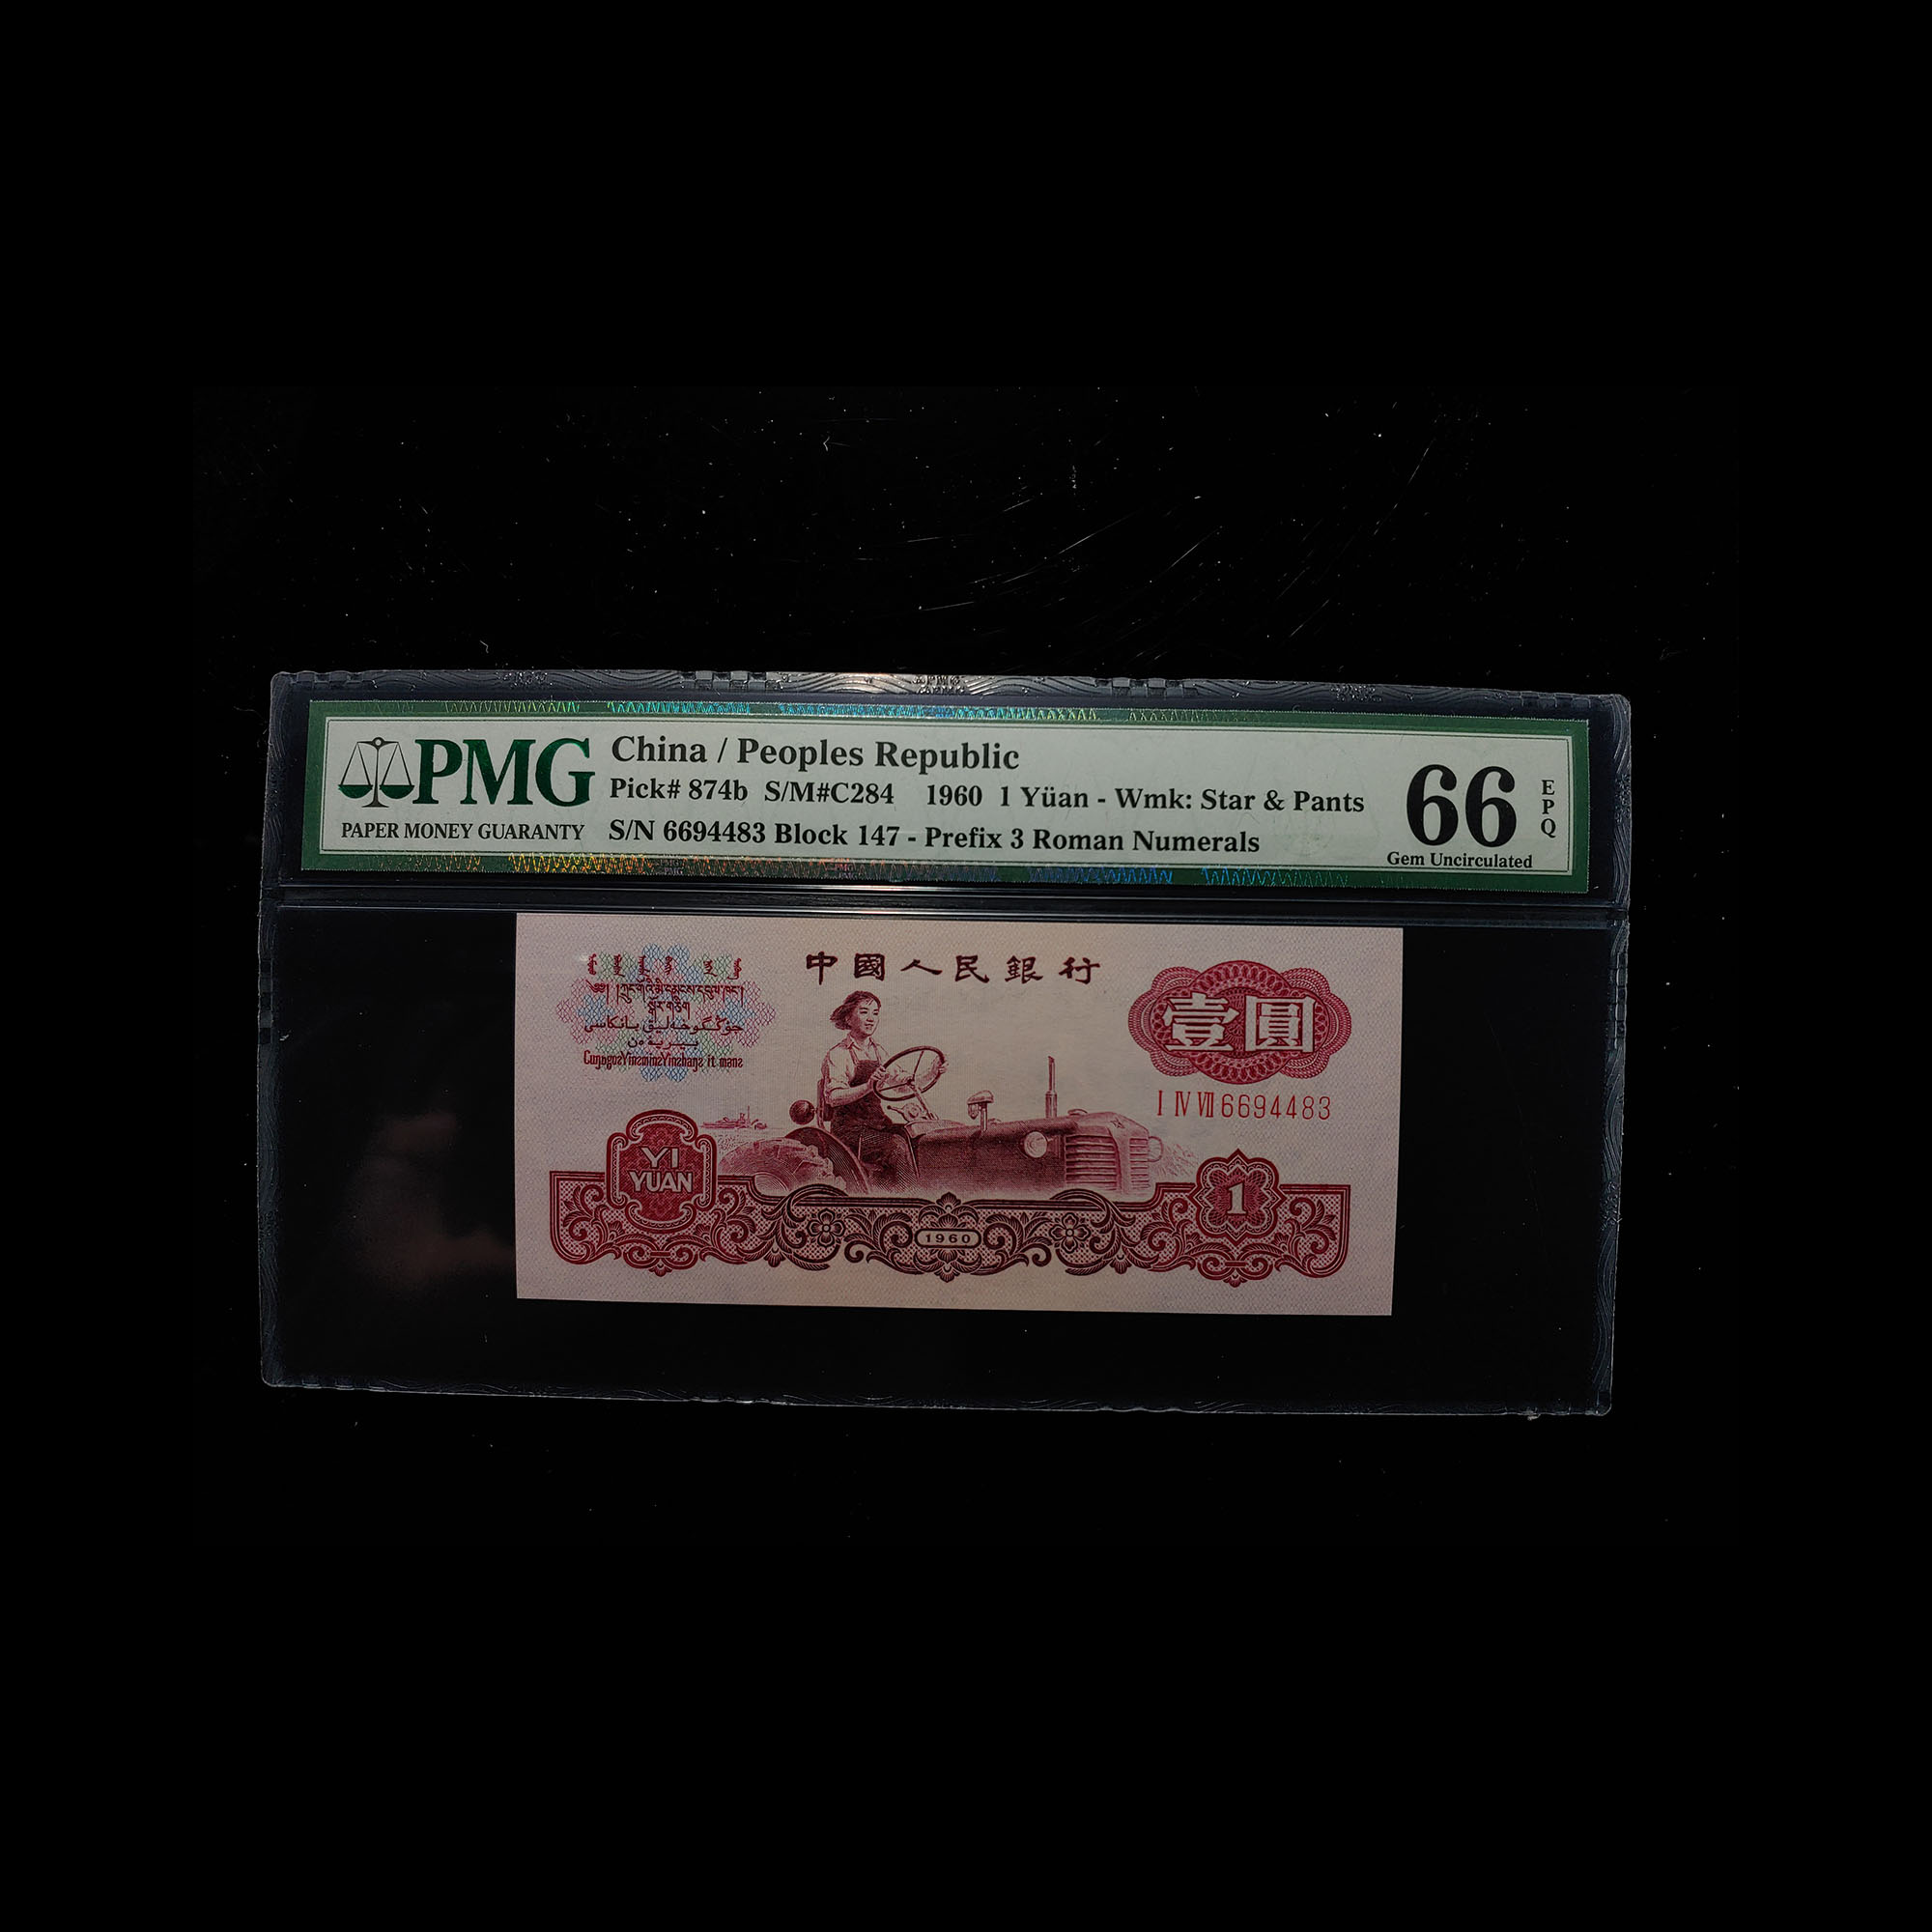 PMG
PAPER MONEY GUARANTY
China / Peoples Republic
Pick# 874b S/M#C284 1960 1 Yüan - Wmk: Star & Pants
S/N 6694483 Block 147 - Prefix 3 Roman Numerals
66
EPQ
Gem Uncirculated
中國人民銀行
壹圓
I IV VII 6694483
YI
YUAN
1960
1